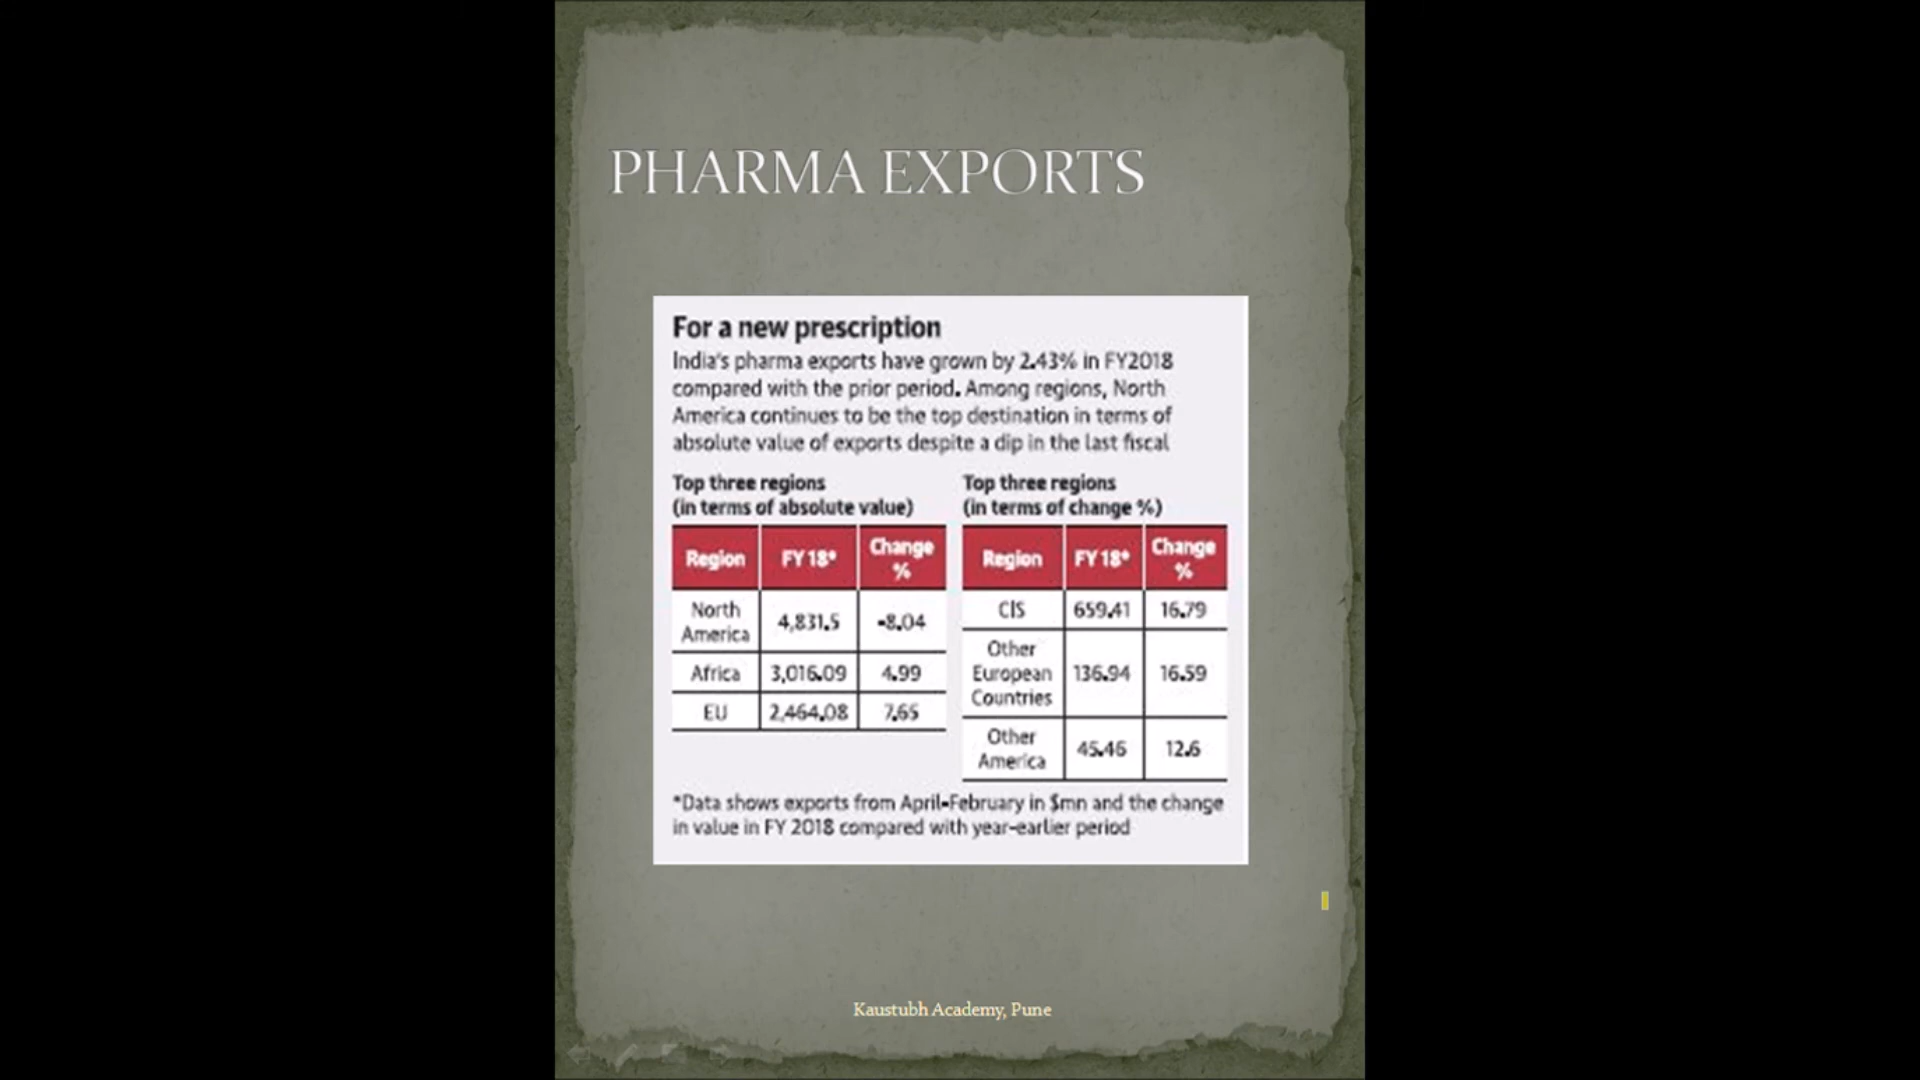 PHARMA EXPORTS
For a new prescription
India's pharma exports have grown by 2.43% in FY2018
compared with the prior period. Among regions, North
America continues to be the top destination in terms of
absolute value of exports despite a dip in the last fiscal
Top three regions
(in terms of absolute value)
Region FY 18* Change %
North America 4,831.5 -8.04
Africa 3,016.09 4.99
EU 2,464.08 7.65
Top three regions
(in terms of change %)
Region FY 18* Change %
CIS 659.41 16.79
Other European Countries 136.94 16.59
Other America 45.46 12.6
*Data shows exports from April-February in $mn and the change
in value in FY 2018 compared with year-earlier period
Kaustubh Academy, Pune